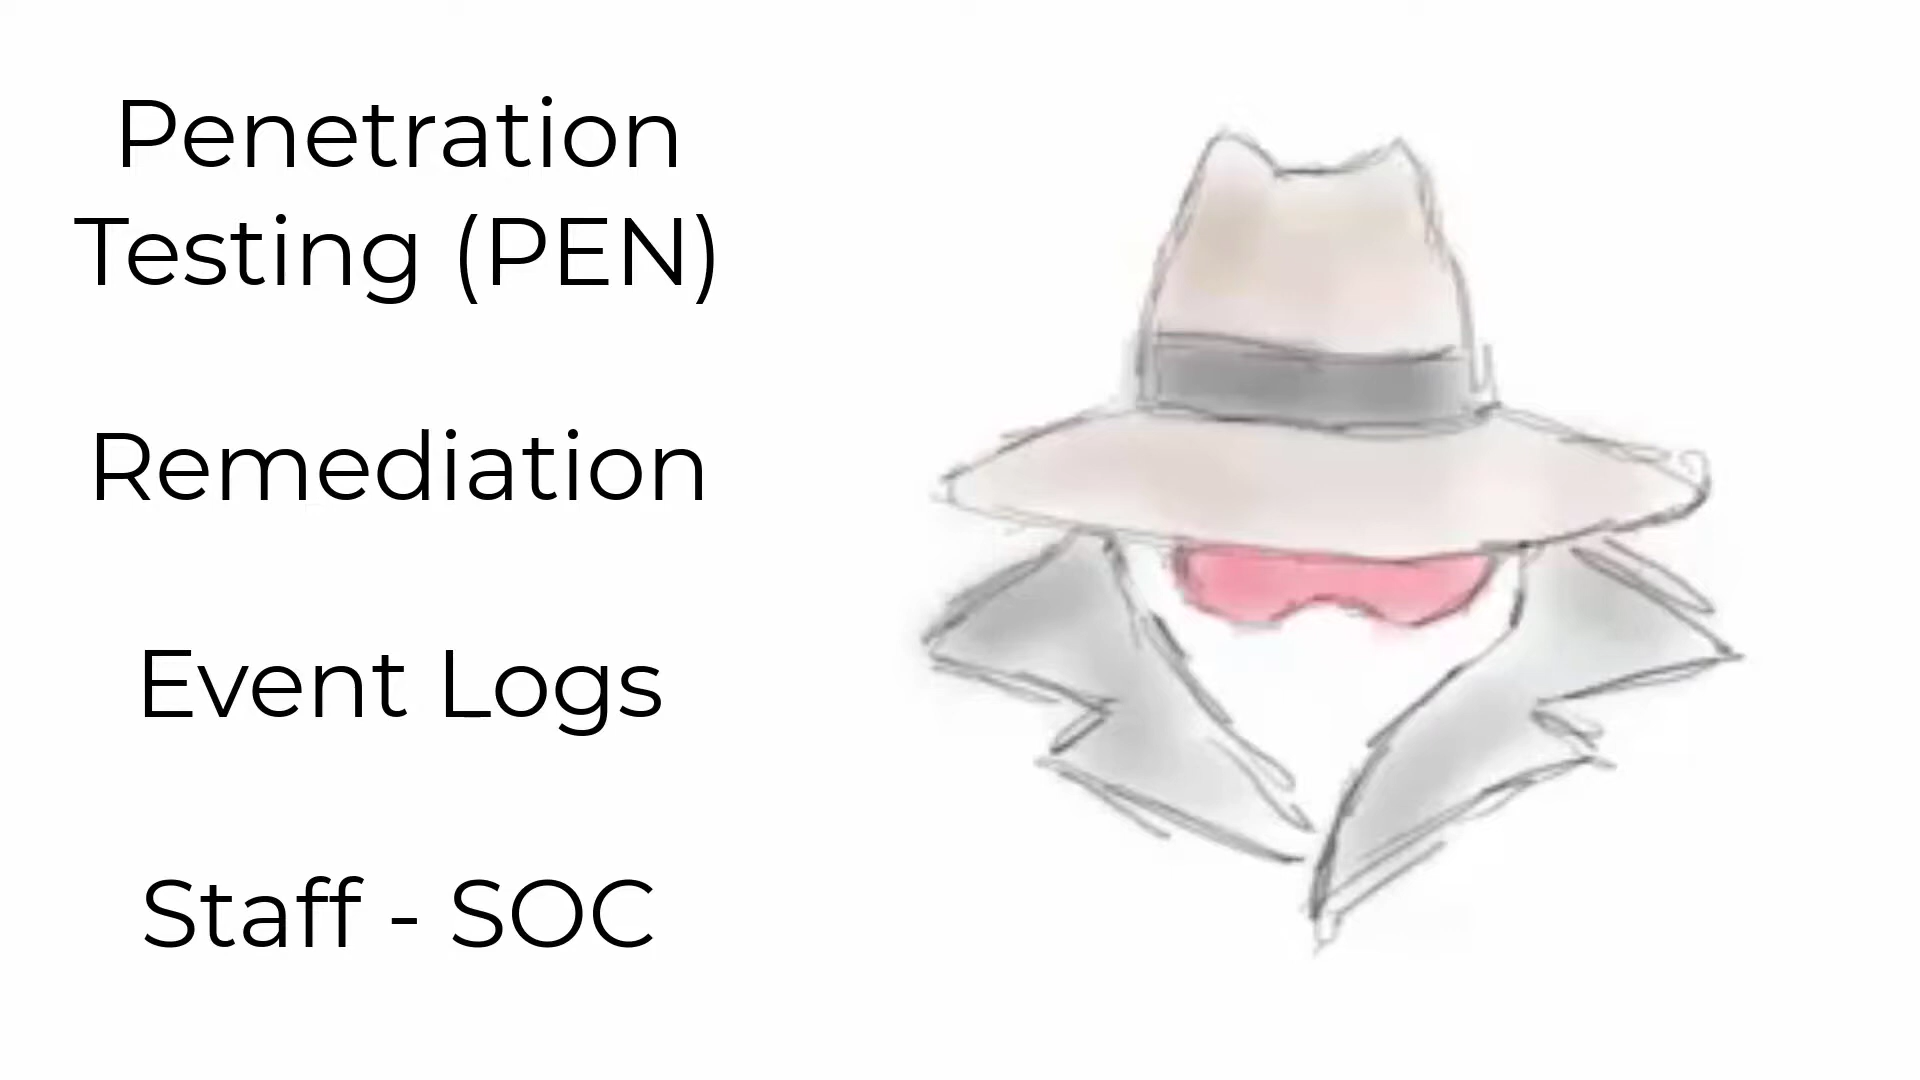 Penetration
Testing (PEN)
Remediation
Event Logs
Staff - SOC